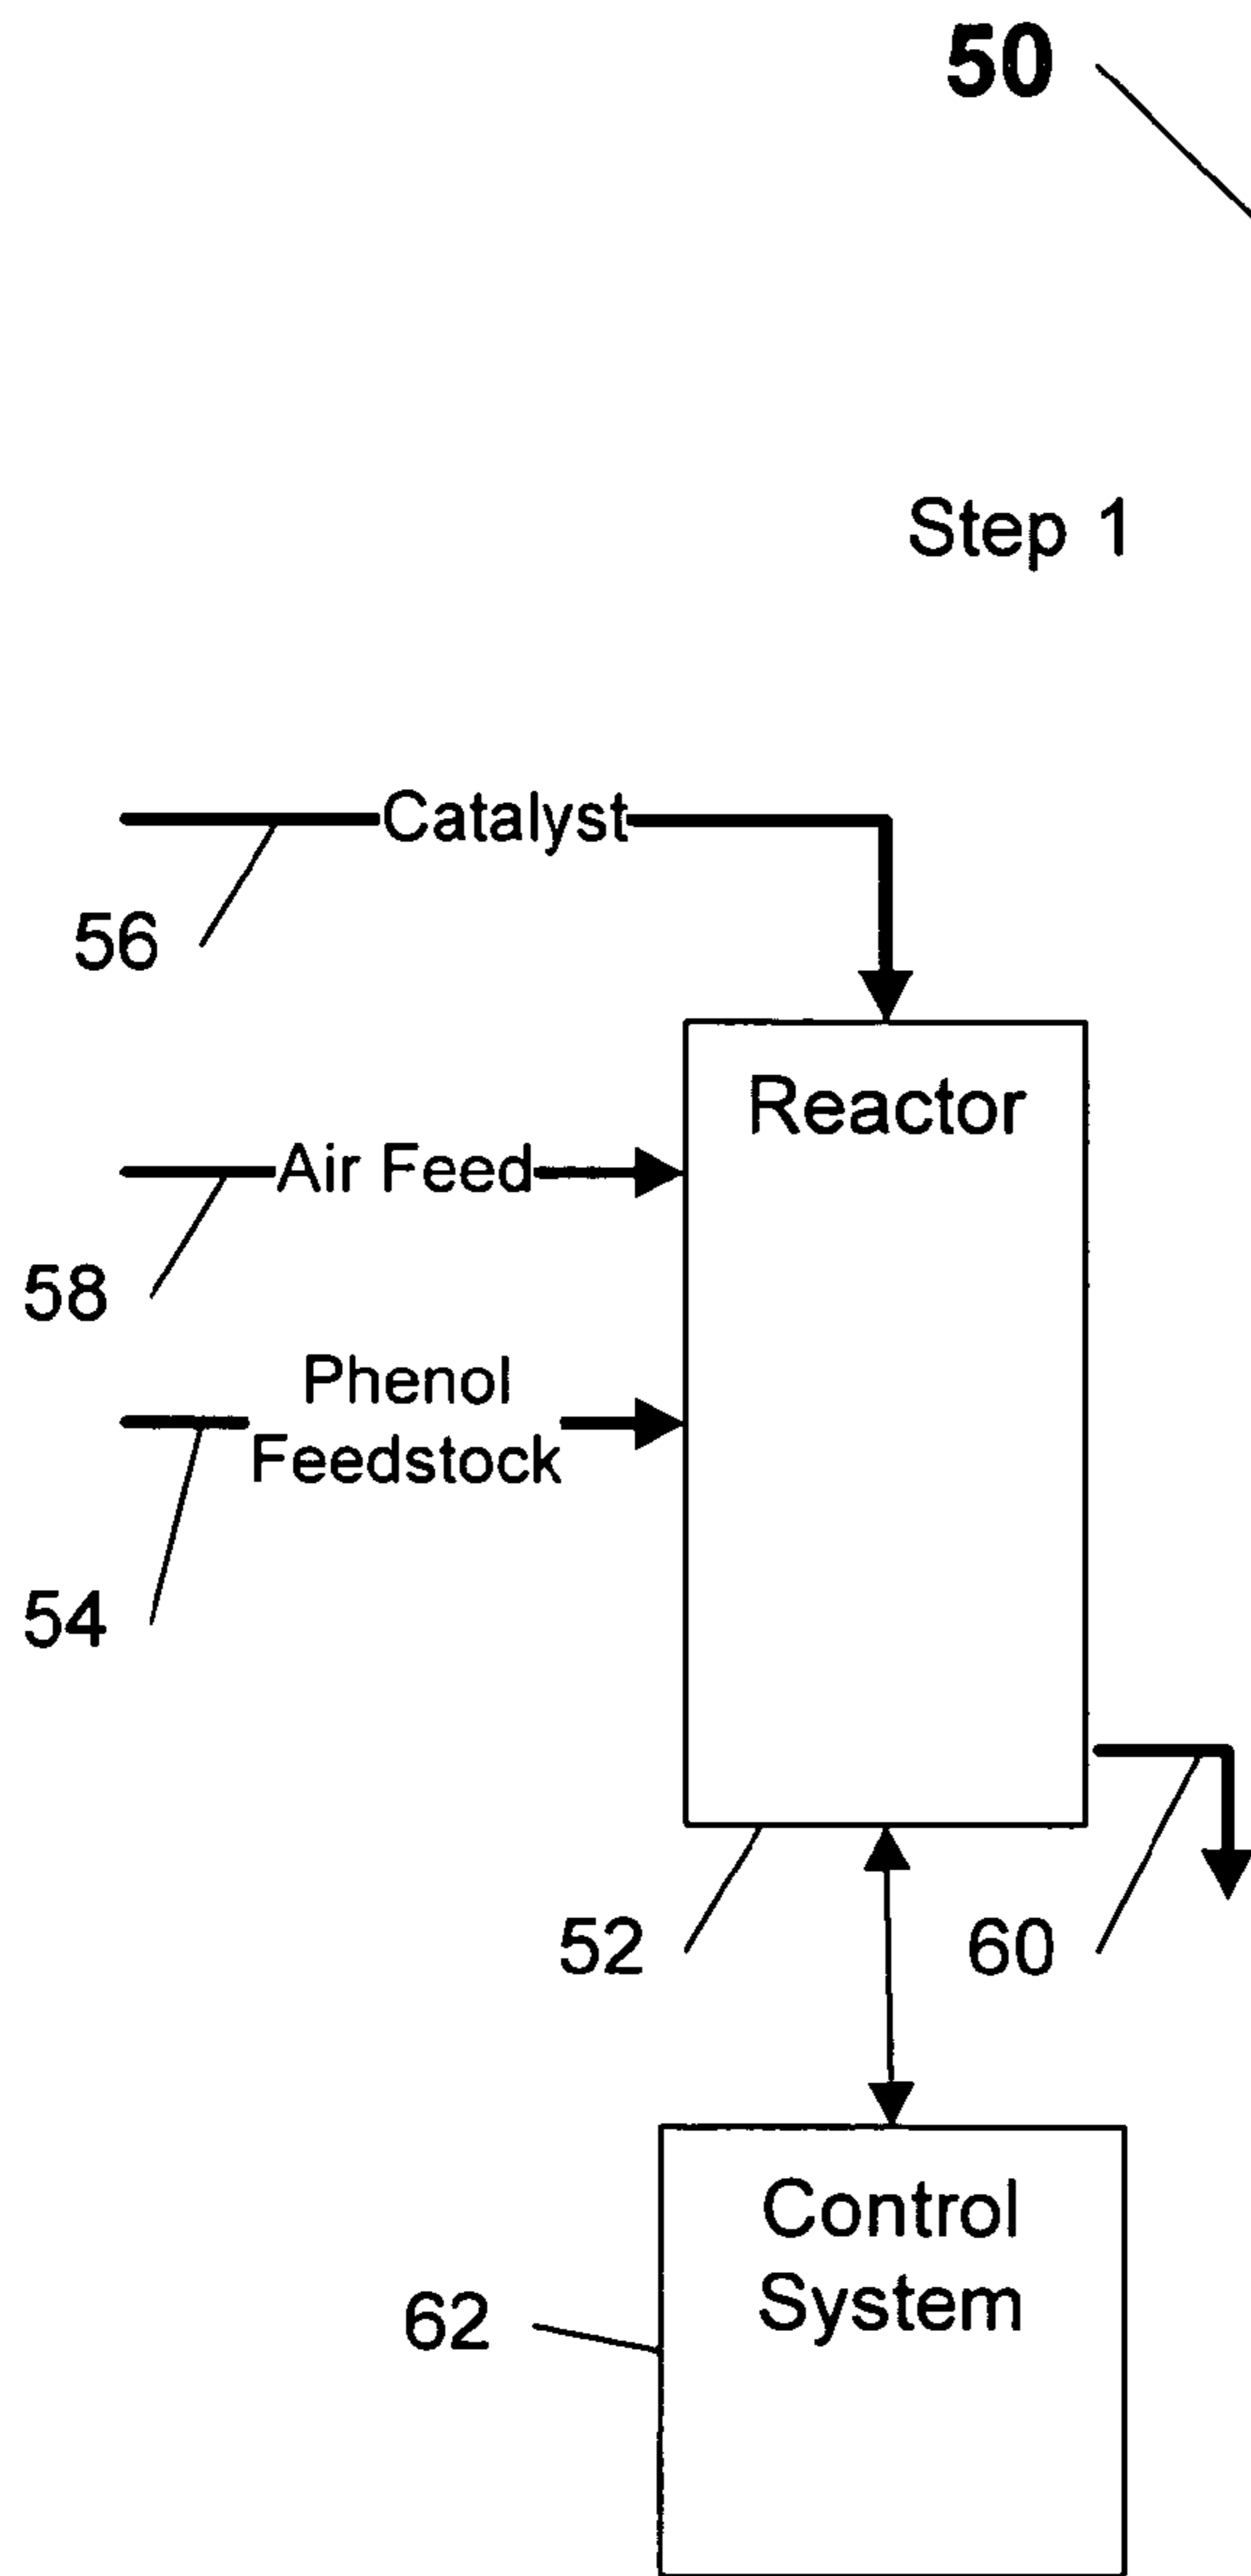 50
Step 1
Catalyst
56
Reactor
Air Feed
58
Phenol
Feedstock
54
52
60
Control
System
62